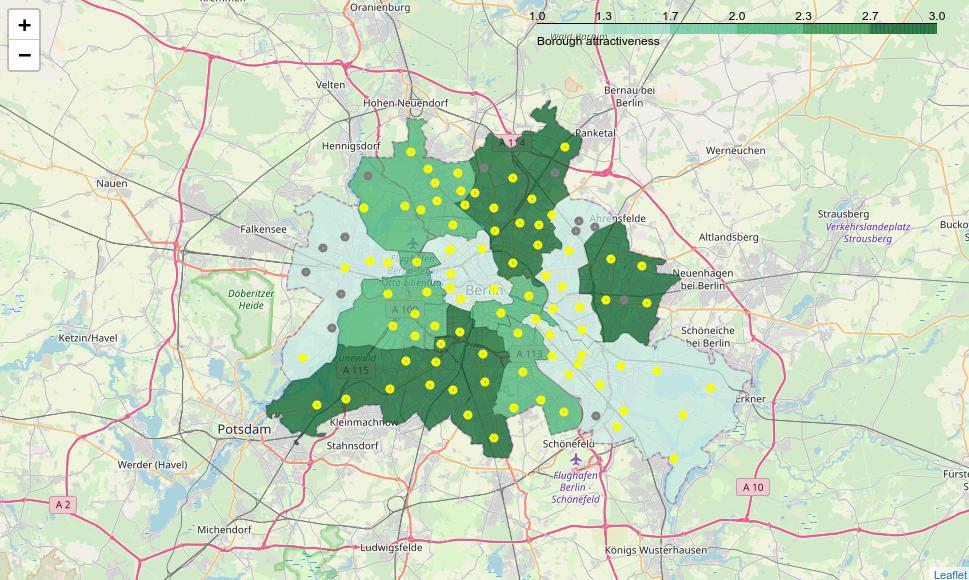 +
−
1.0 1.3 1.7 2.0 2.3 2.7 3.0
Borough attractiveness
Oranienburg
Velten
Hohen Neuendorf
Bernau bei
Berlin
Hennigsdorf
A 114
Panketal
Werneuchen
Nauen
Falkensee
Ahrensfelde
Strausberg
Verkehrslandeplatz
Strausberg
Altlandsberg
Flughafen
Berlin-Tegel
Otto Lilienthal
Neuenhagen
bei Berlin
Berlin
Döberitzer
Heide
A 100
Ketzin/Havel
Schöneiche
bei Berlin
Grunewald
A 115
A 113
Erkner
Potsdam
Kleinmachnow
Stahnsdorf
Schönefeld
Werder (Havel)
Flughafen
Berlin -
Schönefeld
A 10
A 2
Michendorf
Ludwigsfelde
Königs Wusterhausen
Leaflet